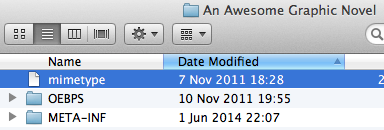 An Awesome Graphic Novel
Name Date Modified
mimetype 7 Nov 2011 18:28 2
OEBPS 10 Nov 2011 19:55
META-INF 1 Jun 2014 22:07